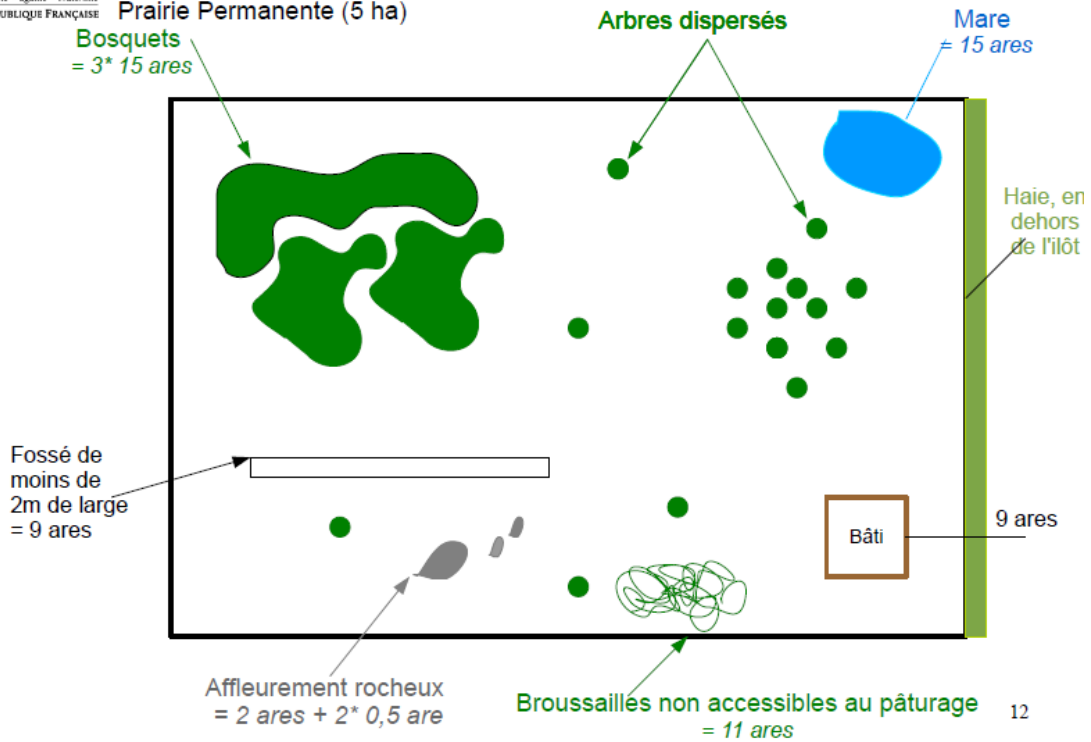 UBLIQUE FRANÇAISE
Prairie Permanente (5 ha)
Bosquets
= 3* 15 ares
Arbres dispersés
Mare
= 15 ares
Haie, en
dehors
de l'ilôt
Fossé de
moins de
2m de large
= 9 ares
Bâti
9 ares
Affleurement rocheux
= 2 ares + 2* 0,5 are
Broussailles non accessibles au pâturage
= 11 ares
12